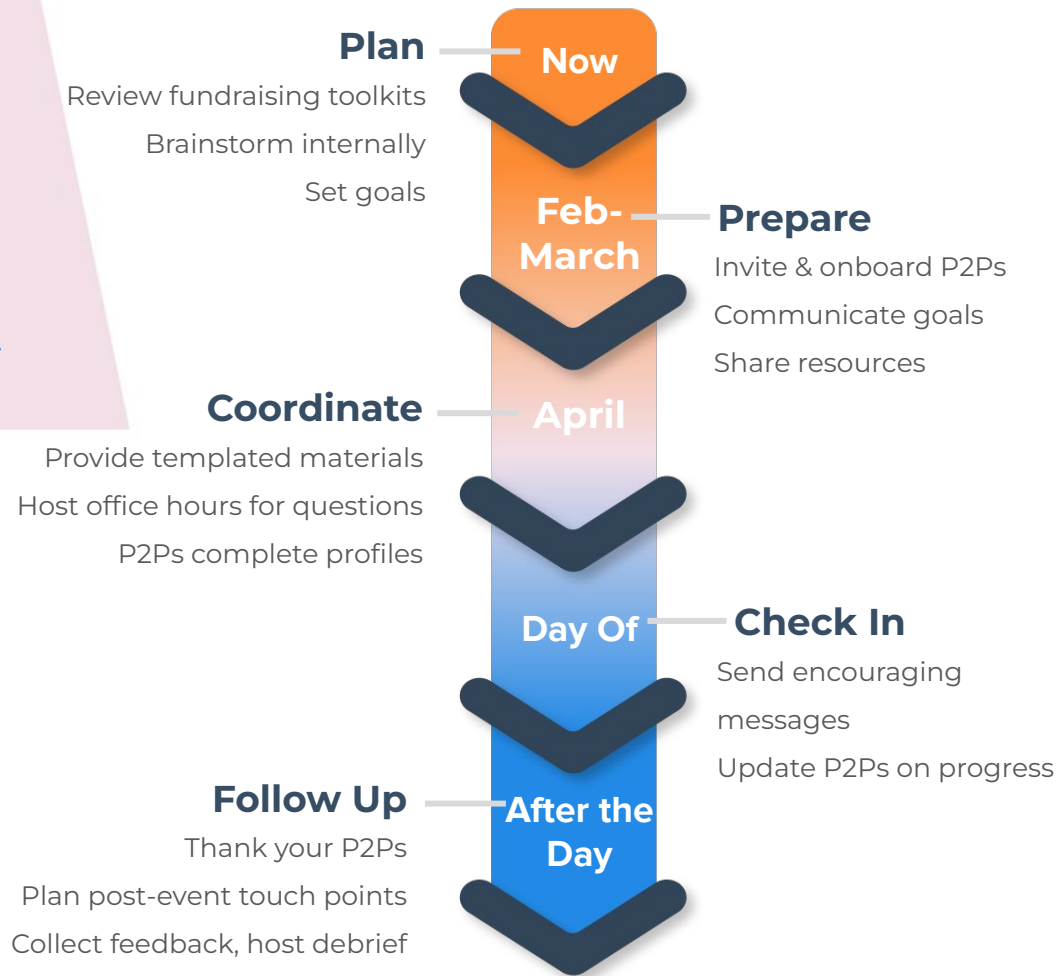 Plan
Now
Review fundraising toolkits
Brainstorm internally
Set goals
Feb-
March
Prepare
Invite & onboard P2Ps
Communicate goals
Share resources
Coordinate
April
Provide templated materials
Host office hours for questions
P2Ps complete profiles
Day Of
Check In
Send encouraging
messages
Update P2Ps on progress
Follow Up
After the
Day
Thank your P2Ps
Plan post-event touch points
Collect feedback, host debrief